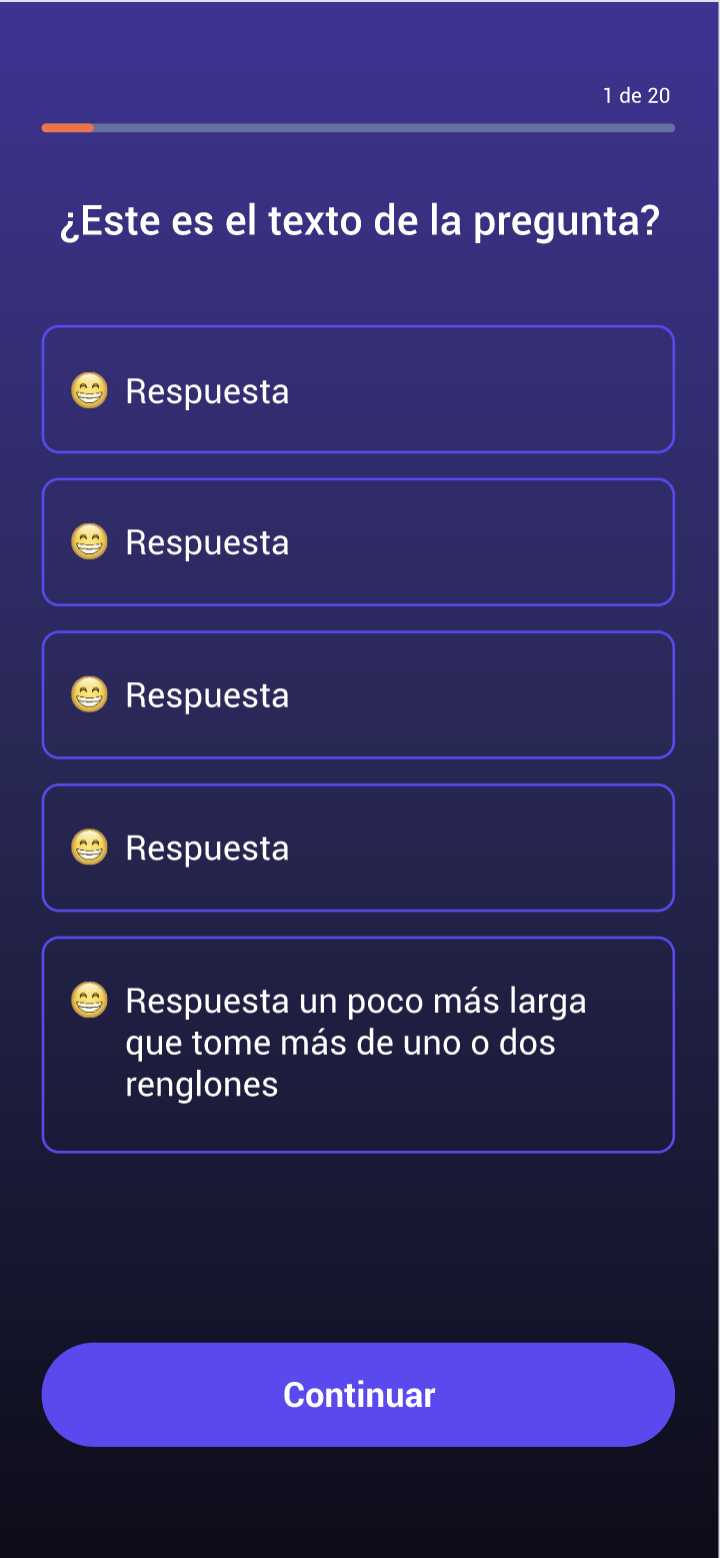 1 de 20
¿Este es el texto de la pregunta?
😁 Respuesta
😁 Respuesta
😁 Respuesta
😁 Respuesta
😁 Respuesta un poco más larga
que tome más de uno o dos
renglones
Continuar